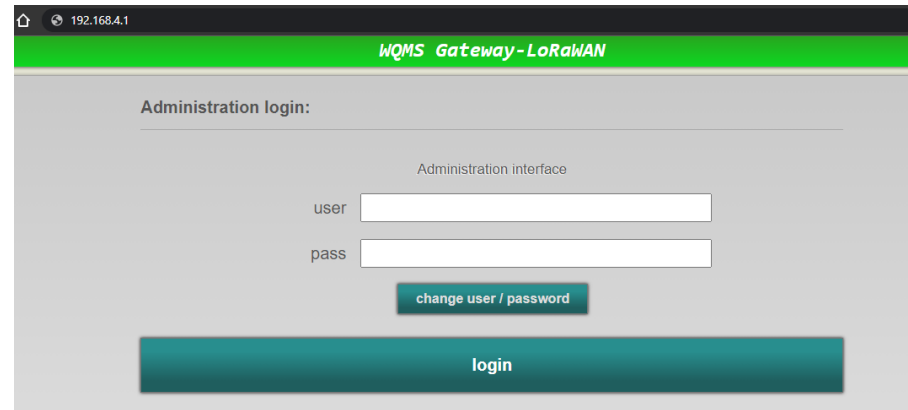 192.168.4.1
WQMS Gateway-LoRaWAN
Administration login:
Administration interface
user
pass
change user / password
login